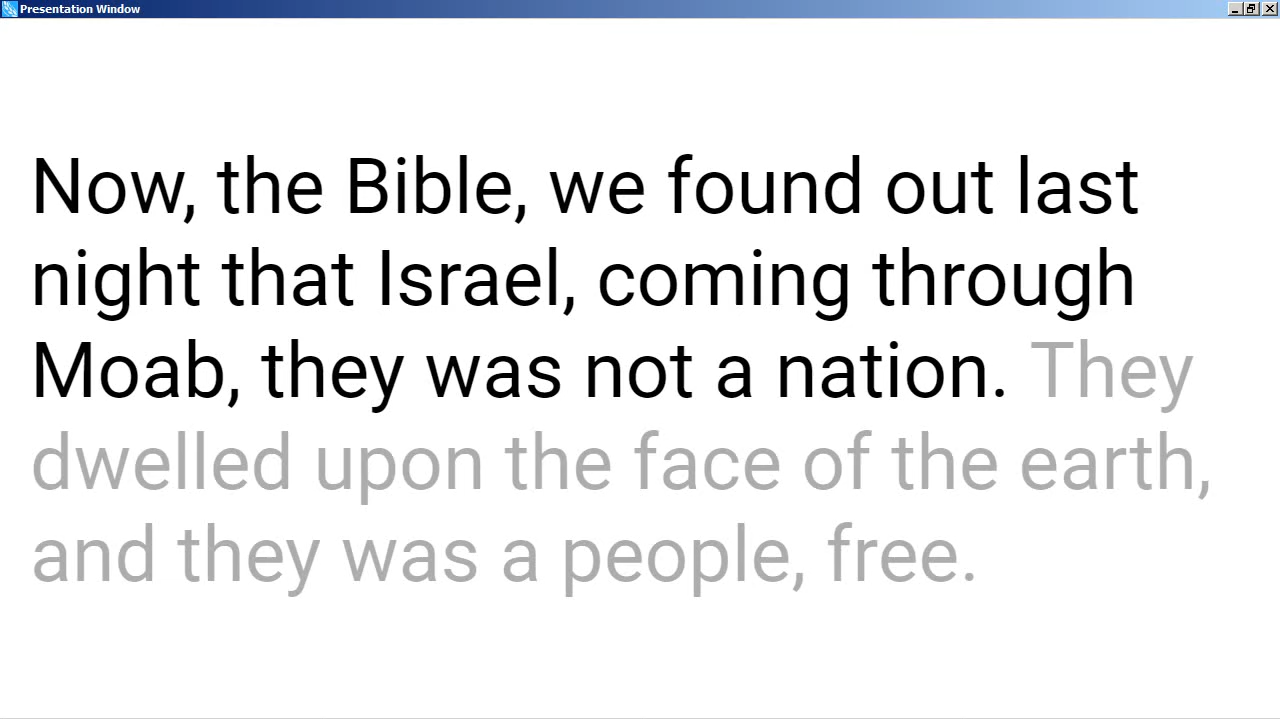 Presentation Window
Now, the Bible, we found out last
night that Israel, coming through
Moab, they was not a nation. They
dwelled upon the face of the earth,
and they was a people, free.